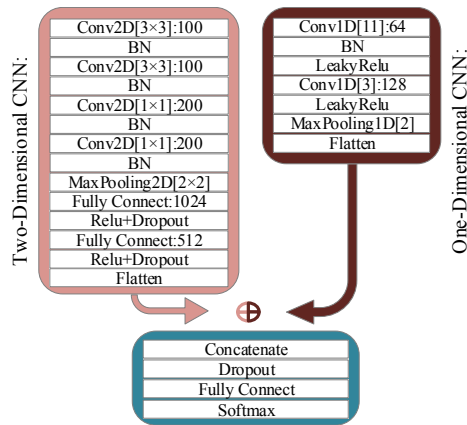 Two-Dimensional CNN:
Conv2D[3×3]:100
BN
Conv2D[3×3]:100
BN
Conv2D[1×1]:200
BN
Conv2D[1×1]:200
BN
MaxPooling2D[2×2]
Fully Connect:1024
Relu+Dropout
Fully Connect:512
Relu+Dropout
Flatten
One-Dimensional CNN:
Conv1D[11]:64
BN
LeakyRelu
Conv1D[3]:128
LeakyRelu
MaxPooling1D[2]
Flatten
Concatenate
Dropout
Fully Connect
Softmax